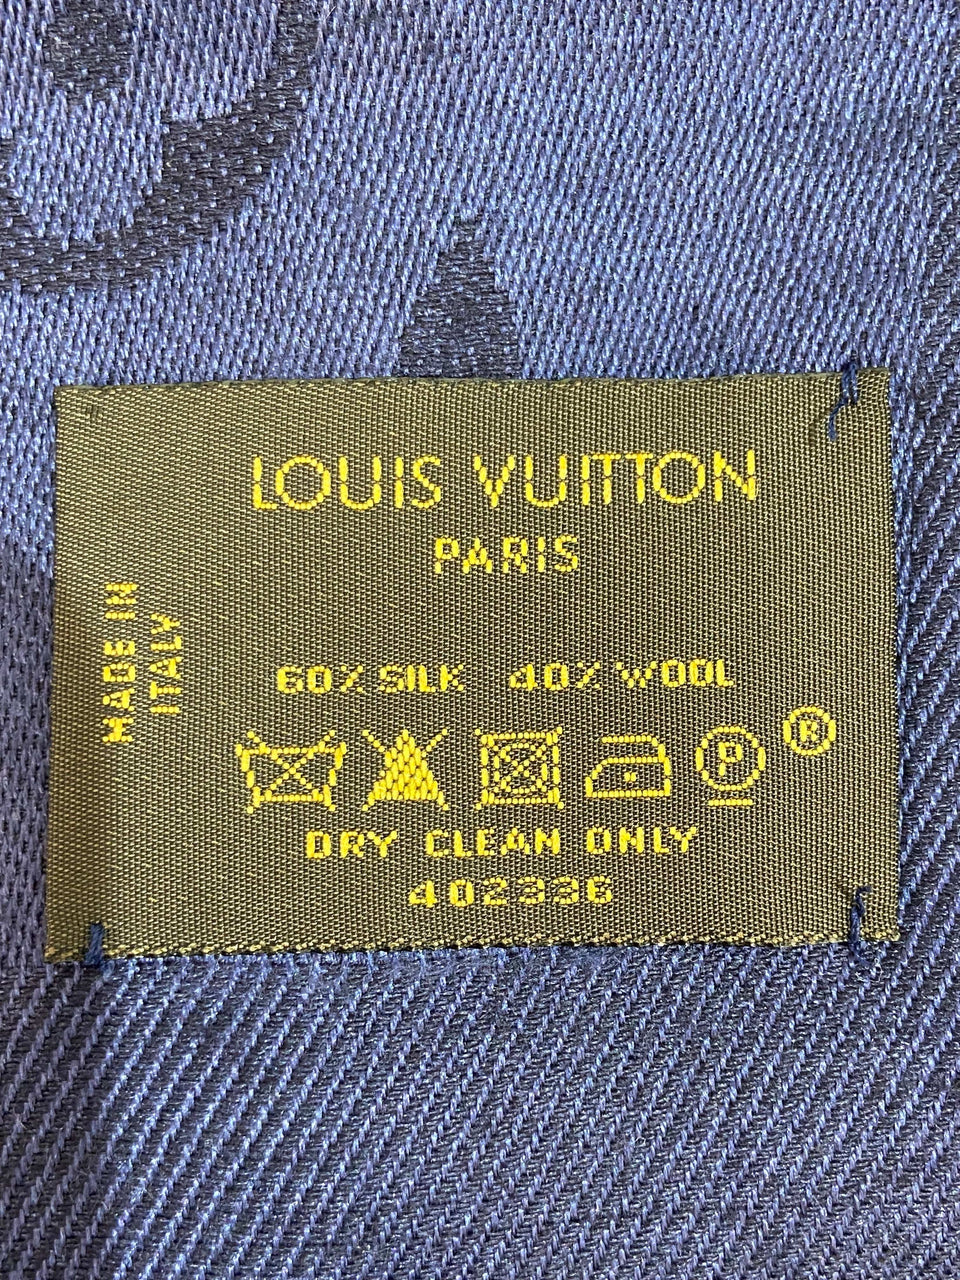 LOUIS VUITTON
PARIS
MADE IN
ITALY
60% SILK 40% WOOL
P
®
DRY CLEAN ONLY
402336